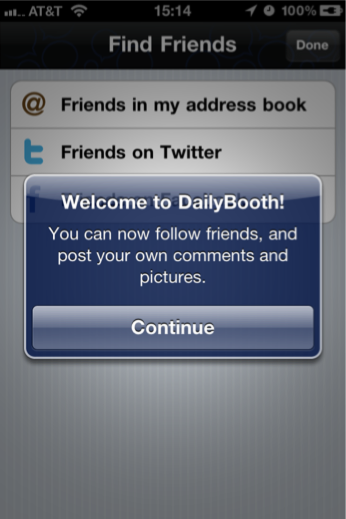 AT&T 15:14 100%
Find Friends Done
@ Friends in my address book
Friends on Twitter
Welcome to DailyBooth!
You can now follow friends, and
post your own comments and
pictures.
Continue